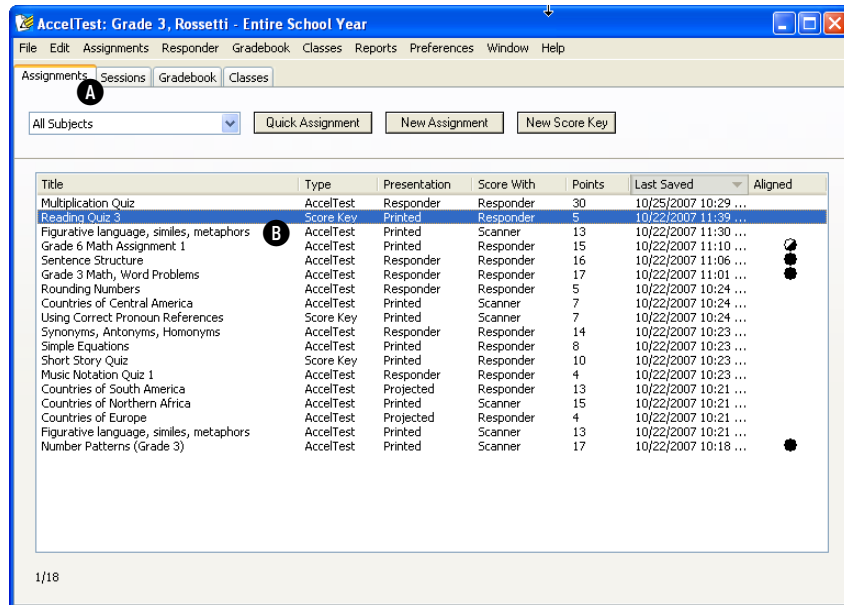 AccelTest: Grade 3, Rossetti - Entire School Year
File Edit Assignments Responder Gradebook Classes Reports Preferences Window Help
Assignments Sessions Gradebook Classes
A
All Subjects Quick Assignment New Assignment New Score Key
Title Type Presentation Score With Points Last Saved Aligned
Multiplication Quiz AccelTest Responder Responder 30 10/25/2007 10:29 ...
Reading Quiz 3 Score Key Printed Responder 5 10/22/2007 11:39 ...
Figurative language, similes, metaphors B AccelTest Printed Scanner 13 10/22/2007 11:30 ...
Grade 6 Math Assignment 1 AccelTest Printed Responder 15 10/22/2007 11:10 ...
Sentence Structure AccelTest Responder Responder 16 10/22/2007 11:06 ...
Grade 3 Math, Word Problems AccelTest Responder Responder 17 10/22/2007 11:01 ...
Rounding Numbers AccelTest Responder Responder 5 10/22/2007 10:24 ...
Countries of Central America AccelTest Printed Scanner 7 10/22/2007 10:24 ...
Using Correct Pronoun References Score Key Printed Scanner 7 10/22/2007 10:24 ...
Synonyms, Antonyms, Homonyms AccelTest Responder Responder 14 10/22/2007 10:23 ...
Simple Equations AccelTest Printed Printed 8 10/22/2007 10:23 ...
Short Story Quiz Score Key Printed Responder 10 10/22/2007 10:23 ...
Music Notation Quiz 1 AccelTest Responder Responder 4 10/22/2007 10:23 ...
Countries of South America AccelTest Projected Responder 13 10/22/2007 10:21 ...
Countries of Northern Africa AccelTest Printed Scanner 15 10/22/2007 10:21 ...
Countries of Europe AccelTest Projected Responder 4 10/22/2007 10:21 ...
Figurative language, similes, metaphors AccelTest Printed Scanner 13 10/22/2007 10:21 ...
Number Patterns (Grade 3) AccelTest Printed Scanner 17 10/22/2007 10:18 ...
1/18